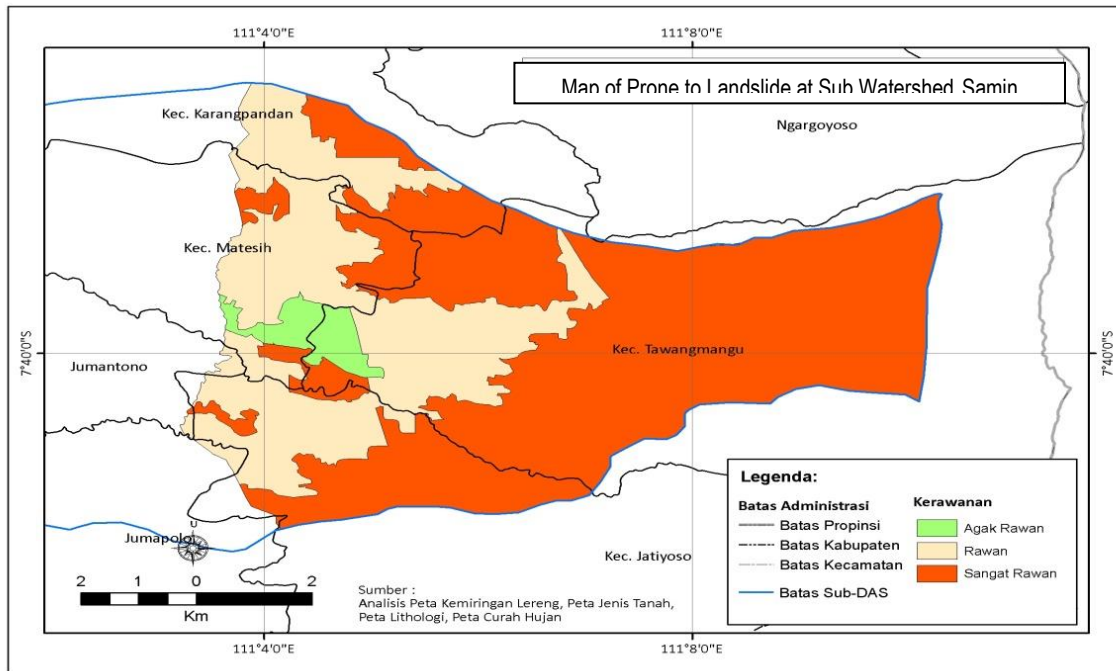 111°4'0"E
111°8'0"E
Map of Prone to Landslide at Sub Watershed Samin
Kec. Karangpandan
Ngargoyoso
Kec. Matesih
7°40'0"S
Kec. Tawangmangu
7°40'0"S
Jumantono
Jumapolo
U
Kec. Jatiyoso
2 1 0 2
Km
Sumber :
Analisis Peta Kemiringan Lereng, Peta Jenis Tanah,
Peta Lithologi, Peta Curah Hujan
Legenda:
Batas Administrasi
Batas Propinsi
Batas Kabupaten
Batas Kecamatan
Batas Sub-DAS
Kerawanan
Agak Rawan
Rawan
Sangat Rawan
111°4'0"E
111°8'0"E